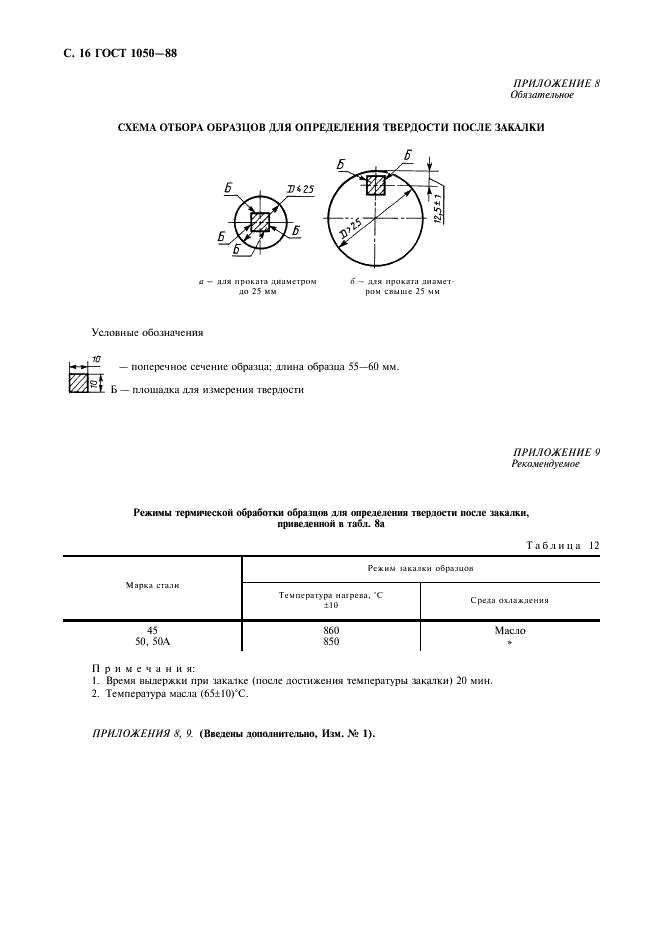 С. 16 ГОСТ 1050—88
ПРИЛОЖЕНИЕ 8
Обязательное
СХЕМА ОТБОРА ОБРАЗЦОВ ДЛЯ ОПРЕДЕЛЕНИЯ ТВЕРДОСТИ ПОСЛЕ ЗАКАЛКИ
Б
D≤25
Б
Б
Б
Б
Б
D>25
12,5±1
а — для проката диаметром
до 25 мм
б — для проката диамет-
ром свыше 25 мм
Условные обозначения
10
10
— поперечное сечение образца; длина образца 55—60 мм.
Б — площадка для измерения твердости
ПРИЛОЖЕНИЕ 9
Рекомендуемое
Режимы термической обработки образцов для определения твердости после закалки,
приведенной в табл. 8а
Таблица 12
Марка стали
Режим закалки образцов
Температура нагрева, °С
±10
Среда охлаждения
45 860 Масло
50, 50А 850 »
Примечания:
1. Время выдержки при закалке (после достижения температуры закалки) 20 мин.
2. Температура масла (65±10)°С.
ПРИЛОЖЕНИЯ 8, 9. (Введены дополнительно, Изм. № 1).